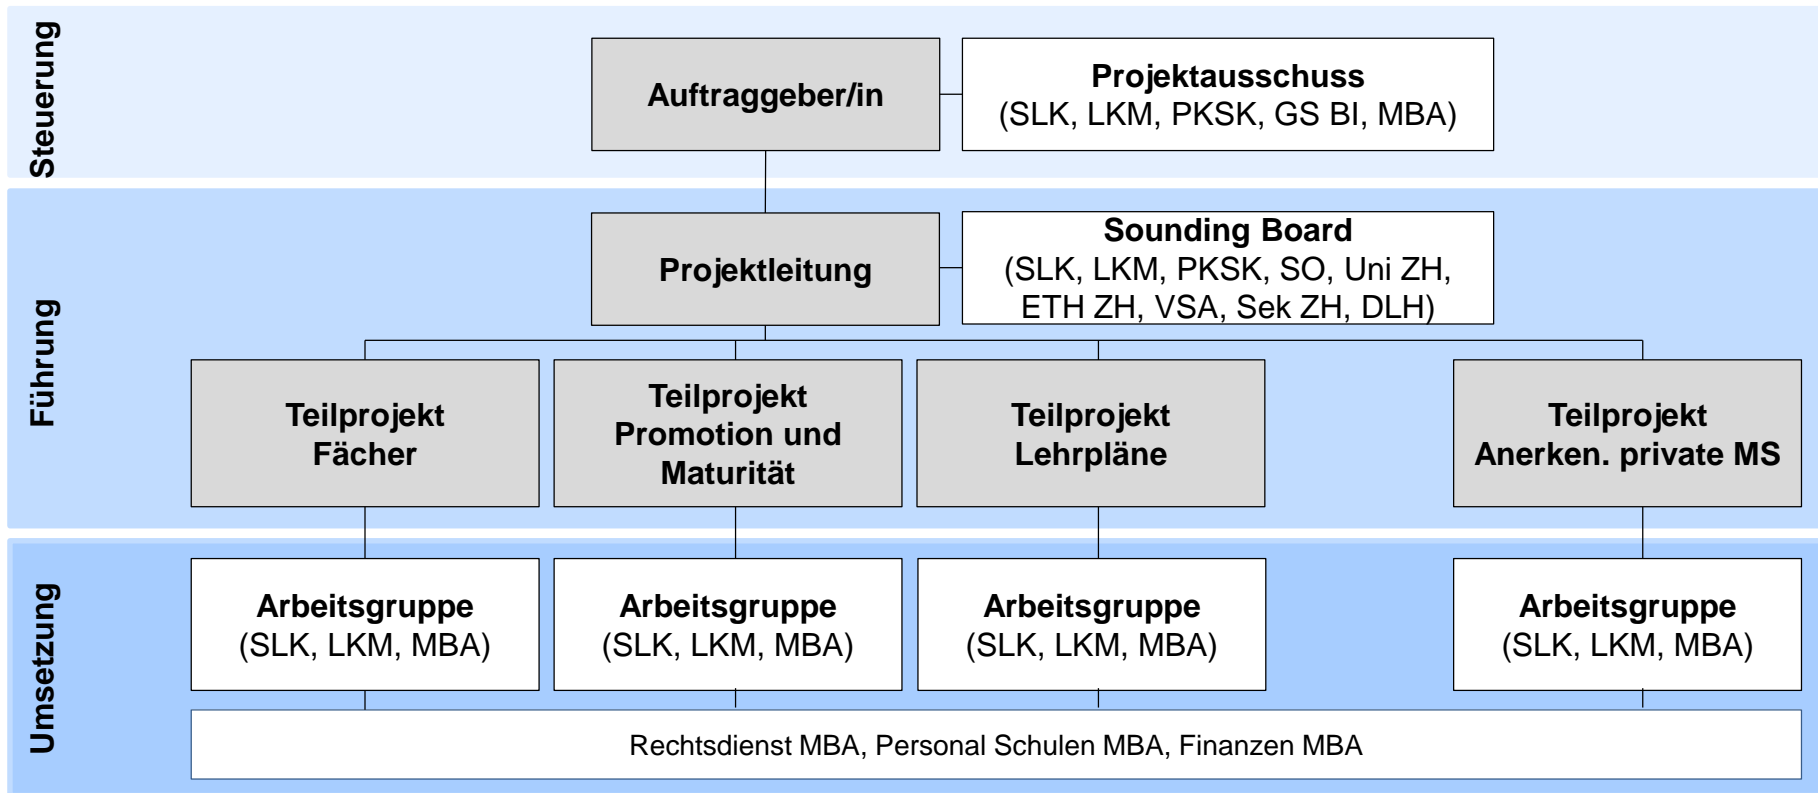 Steuerung
Auftraggeber/in
Projektausschuss
(SLK, LKM, PKSK, GS BI, MBA)
Führung
Projektleitung
Sounding Board
(SLK, LKM, PKSK, SO, Uni ZH,
ETH ZH, VSA, Sek ZH, DLH)
Teilprojekt
Fächer
Teilprojekt
Promotion und
Maturität
Teilprojekt
Lehrpläne
Teilprojekt
Anerken. private MS
Umsetzung
Arbeitsgruppe
(SLK, LKM, MBA)
Arbeitsgruppe
(SLK, LKM, MBA)
Arbeitsgruppe
(SLK, LKM, MBA)
Arbeitsgruppe
(SLK, LKM, MBA)
Rechtsdienst MBA, Personal Schulen MBA, Finanzen MBA